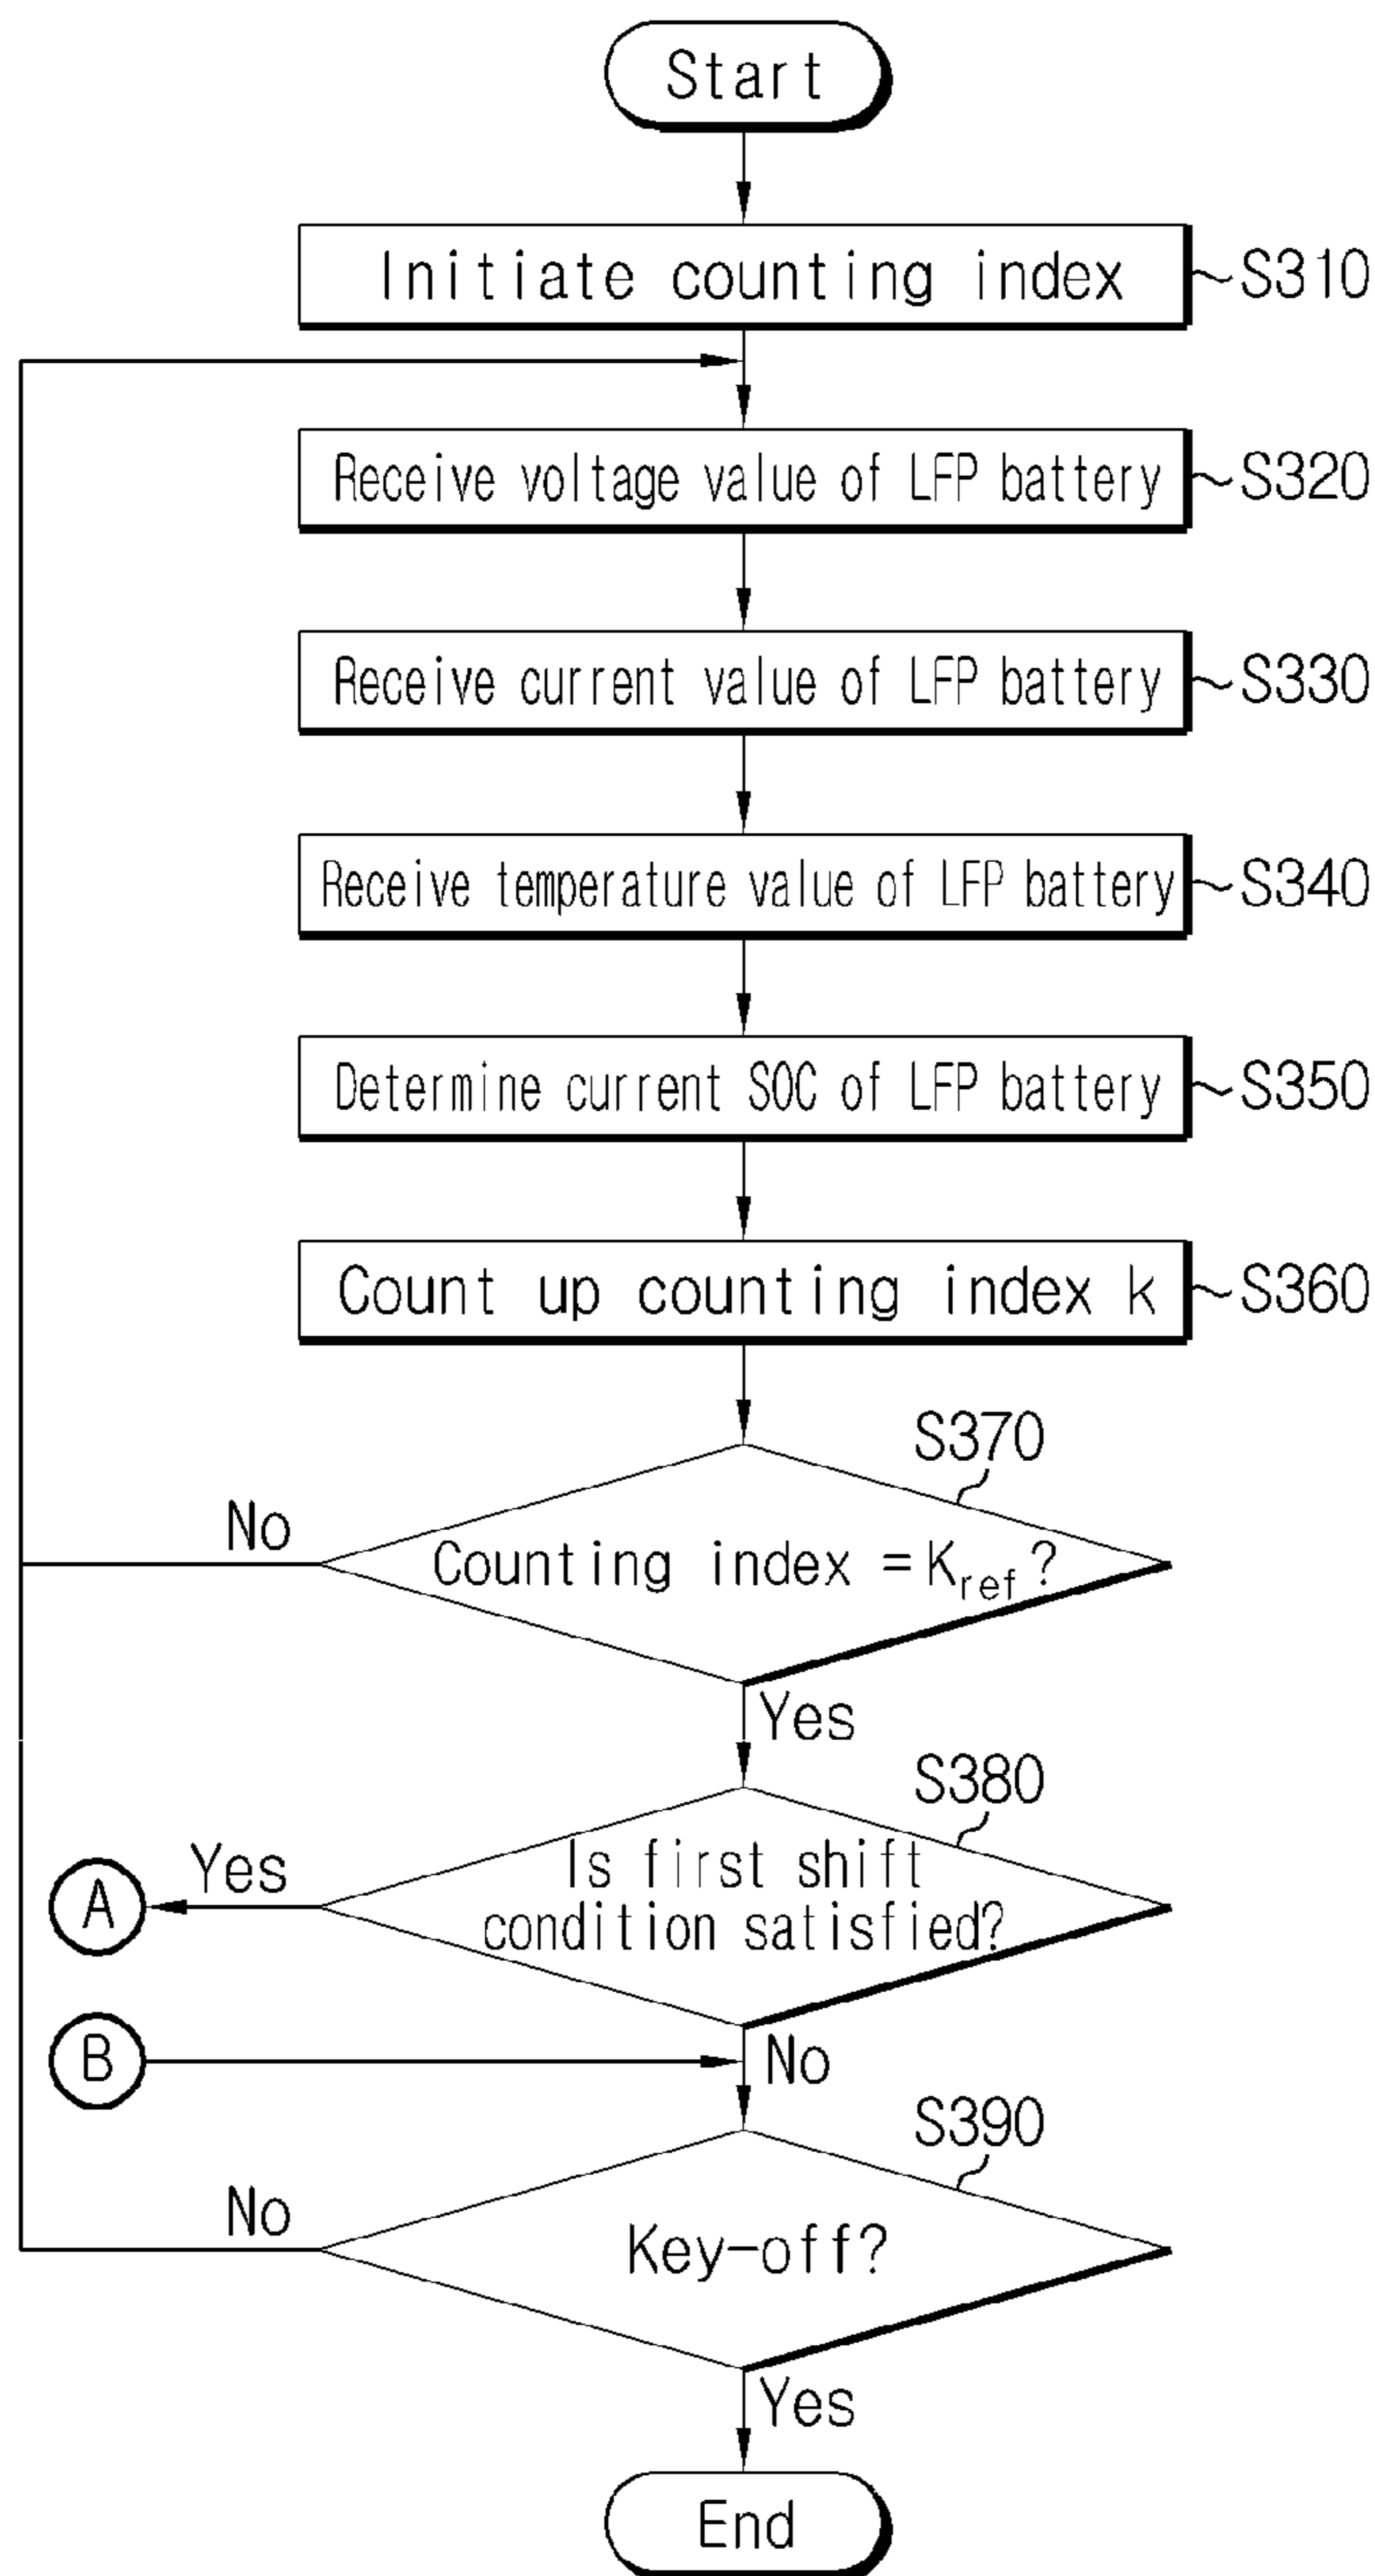 Start
Initiate counting index
S310
Receive voltage value of LFP battery
S320
Receive current value of LFP battery
S330
Receive temperature value of LFP battery
S340
Determine current SOC of LFP battery
S350
Count up counting index k
S360
S370
No
Counting index = K_ref ?
Yes
S380
Yes
Is first shift
condition satisfied?
A
B
No
S390
No
Key-off?
Yes
End